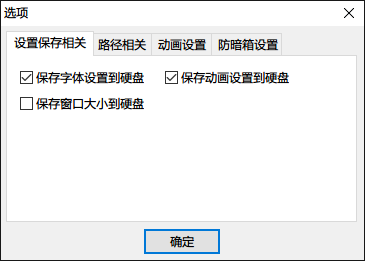 选项
设置保存相关 路径相关 动画设置 防暗箱设置
保存字体设置到硬盘 保存动画设置到硬盘
保存窗口大小到硬盘
确定